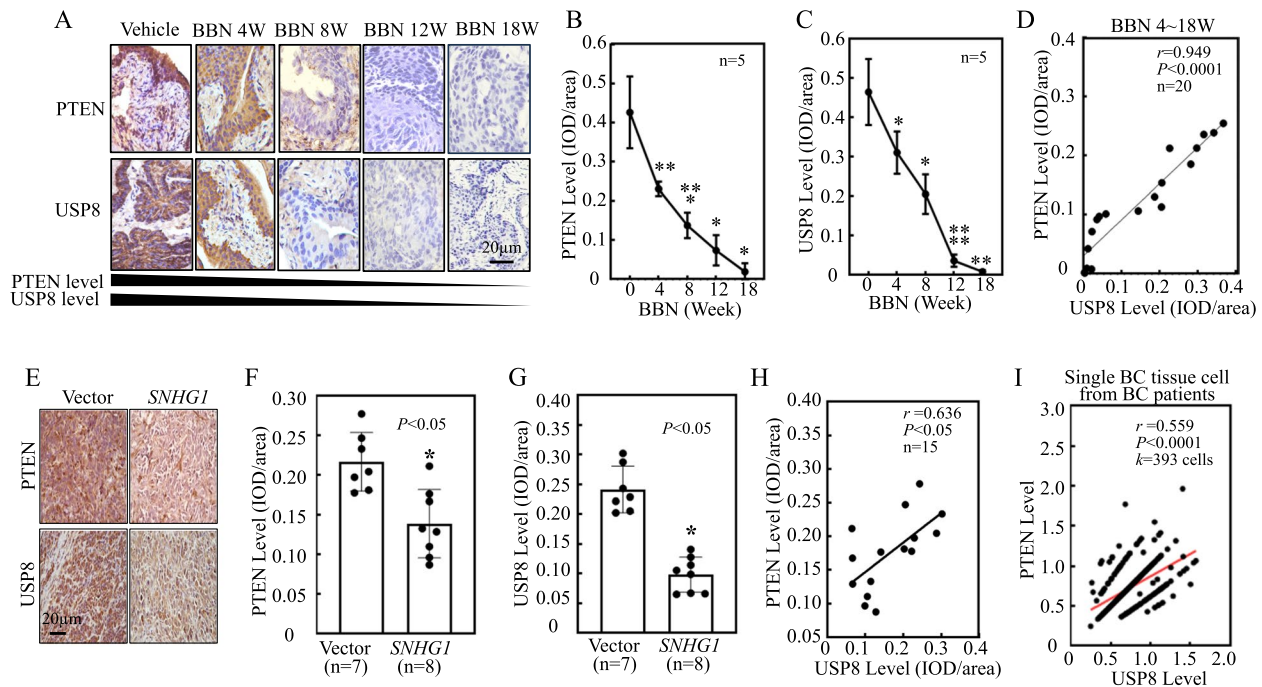 A
Vehicle BBN 4W BBN 8W BBN 12W BBN 18W
PTEN
USP8
20μm
PTEN level
USP8 level
B
PTEN Level (IOD/area)
0.6
0.5
0.4
0.3
0.2
0.1
0
n=5
**
**
*
*
*
0 4 8 12 18
BBN (Week)
C
USP8 Level (IOD/area)
0.6
0.5
0.4
0.3
0.2
0.1
0
n=5
*
*
**
**
**
0 4 8 12 18
BBN (Week)
D
BBN 4~18W
PTEN Level (IOD/area)
0.4
0.3
0.2
0.1
0
r=0.949
P<0.0001
n=20
0 0.1 0.2 0.3 0.4
USP8 Level (IOD/area)
E
Vector SNHG1
PTEN
USP8
20μm
F
PTEN Level (IOD/area)
0.30
0.25
0.20
0.15
0.10
0.05
0
P<0.05
*
Vector SNHG1
(n=7) (n=8)
G
USP8 Level (IOD/area)
0.40
0.35
0.30
0.25
0.20
0.15
0.10
0.05
0
P<0.05
*
Vector SNHG1
(n=7) (n=8)
H
PTEN Level (IOD/area)
0.40
0.35
0.30
0.25
0.20
0.15
0.10
0.05
r =0.636
P<0.05
n=15
0 0.1 0.2 0.3 0.4
USP8 Level (IOD/area)
I
Single BC tissue cell
from BC patients
PTEN Level
3.0
2.5
2.0
1.5
1.0
0.5
0
r =0.559
P<0.0001
k=393 cells
0 0.5 1.0 1.5 2.0
USP8 Level